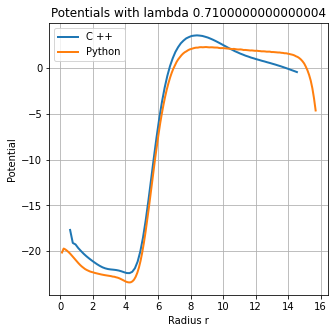 Potentials with lambda 0.7100000000000004
C ++
Python
Potential
0
−5
−10
−15
−20
0 2 4 6 8 10 12 14 16
Radius r